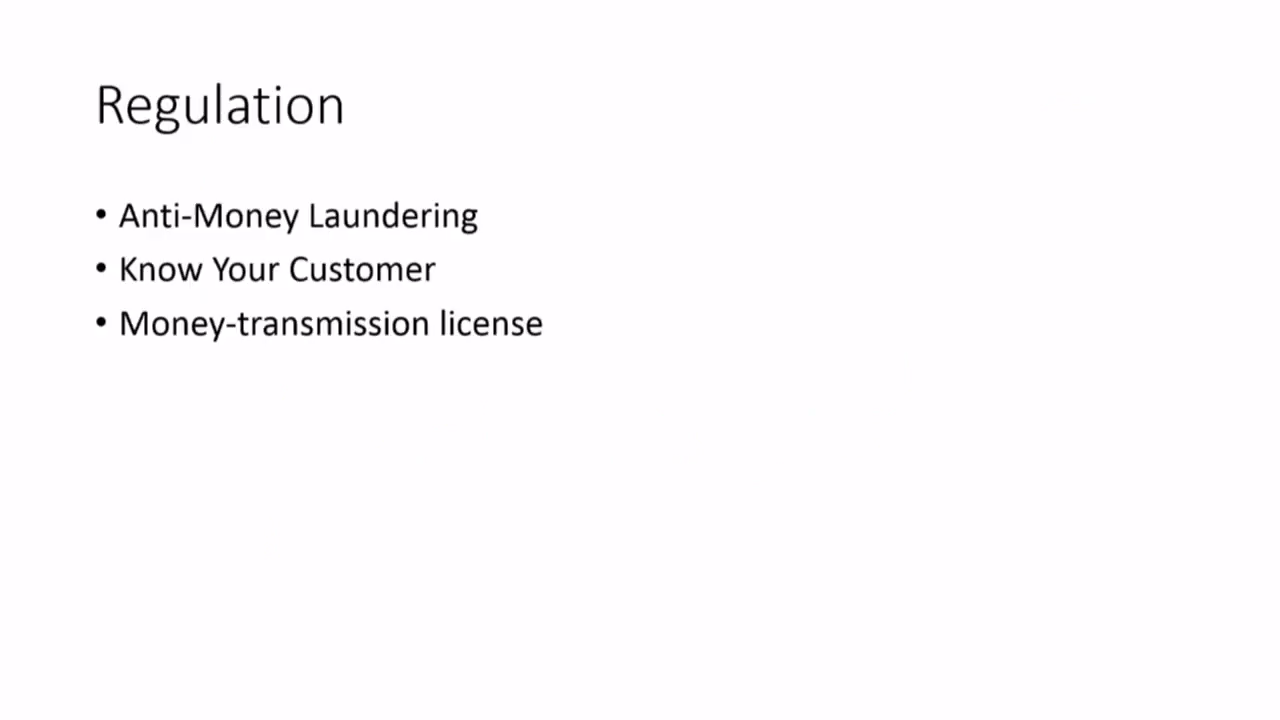 Regulation
• Anti-Money Laundering
• Know Your Customer
• Money-transmission license